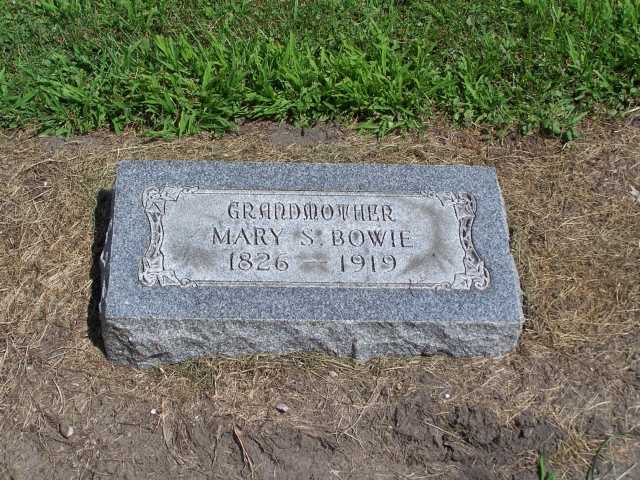 GRANDMOTHER
MARY S. BOWIE
1826 — 1919